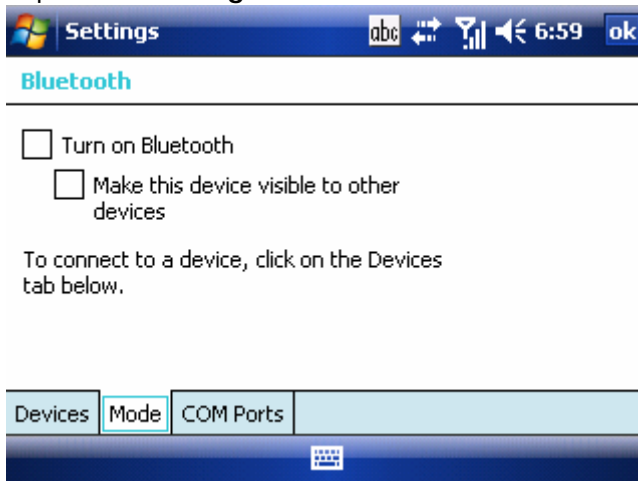 Settings abc 6:59 ok
Bluetooth
Turn on Bluetooth
Make this device visible to other
devices
To connect to a device, click on the Devices
tab below.
Devices Mode COM Ports